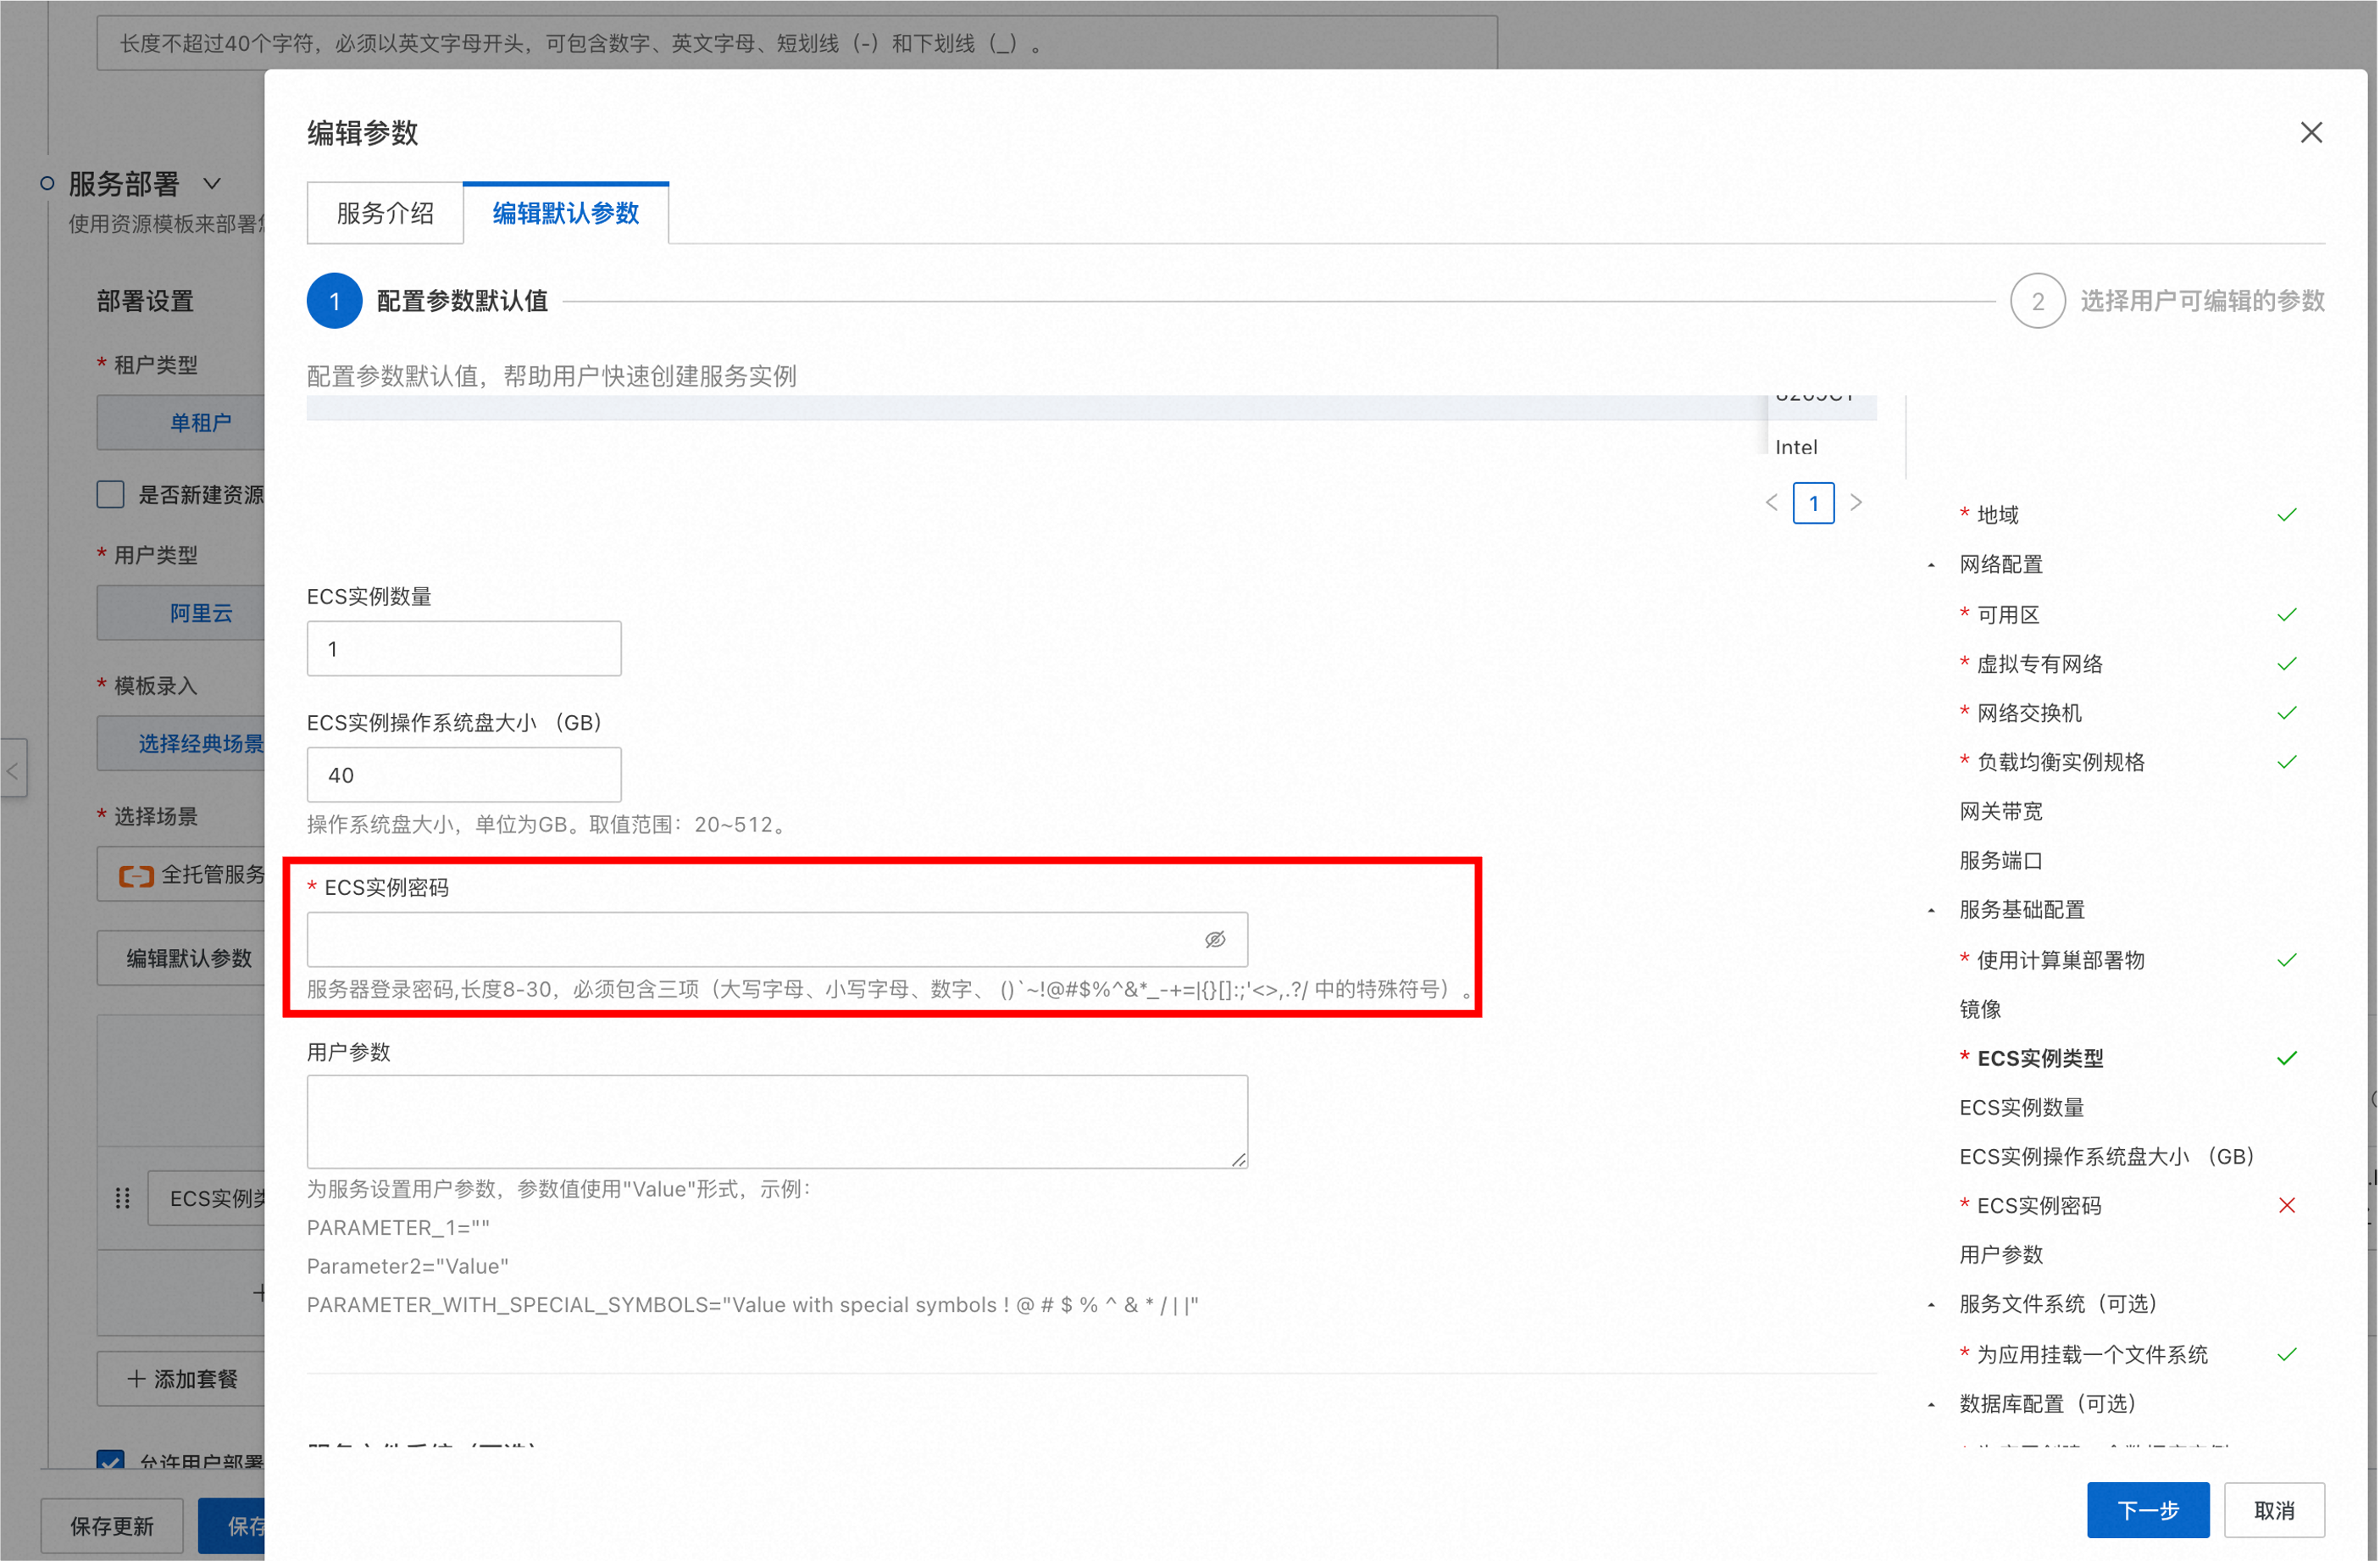 长度不超过40个字符，必须以英文字母开头，可包含数字、英文字母、短划线（-）和下划线（_）。
服务部署
使用资源模板来部署
部署设置
* 租户类型
单租户
是否新建资源
* 用户类型
阿里云
* 模板录入
选择经典场景
* 选择场景
全托管服务
编辑默认参数
ECS实例类
+ 添加套餐
允许用户部署
保存更新
保存
编辑参数
服务介绍
编辑默认参数
1 配置参数默认值
2 选择用户可编辑的参数
配置参数默认值，帮助用户快速创建服务实例
Intel
1
ECS实例数量
1
ECS实例操作系统盘大小 （GB）
40
操作系统盘大小，单位为GB。取值范围：20~512。
* ECS实例密码
服务器登录密码,长度8-30，必须包含三项（大写字母、小写字母、数字、 ()`~!@#$%^&*_-+=|{}[]:;'<>,.?/ 中的特殊符号）。
用户参数
为服务设置用户参数，参数值使用"Value"形式，示例：
PARAMETER_1=""
Parameter2="Value"
PARAMETER_WITH_SPECIAL_SYMBOLS="Value with special symbols ! @ # $ % ^ & * / | |"
* 地域
网络配置
* 可用区
* 虚拟专有网络
* 网络交换机
* 负载均衡实例规格
网关带宽
服务端口
服务基础配置
* 使用计算巢部署物
镜像
* ECS实例类型
ECS实例数量
ECS实例操作系统盘大小 （GB）
* ECS实例密码
用户参数
服务文件系统（可选）
* 为应用挂载一个文件系统
数据库配置（可选）
下一步
取消